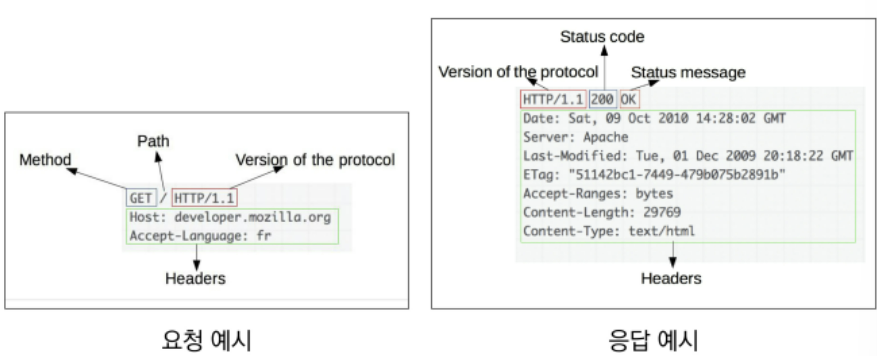 Method
Path
Version of the protocol
GET / HTTP/1.1
Host: developer.mozilla.org
Accept-Language: fr
Headers
요청 예시
Status code
Version of the protocol
Status message
HTTP/1.1 200 OK
Date: Sat, 09 Oct 2010 14:28:02 GMT
Server: Apache
Last-Modified: Tue, 01 Dec 2009 20:18:22 GMT
ETag: "51142bc1-7449-479b075b2891b"
Accept-Ranges: bytes
Content-Length: 29769
Content-Type: text/html
Headers
응답 예시